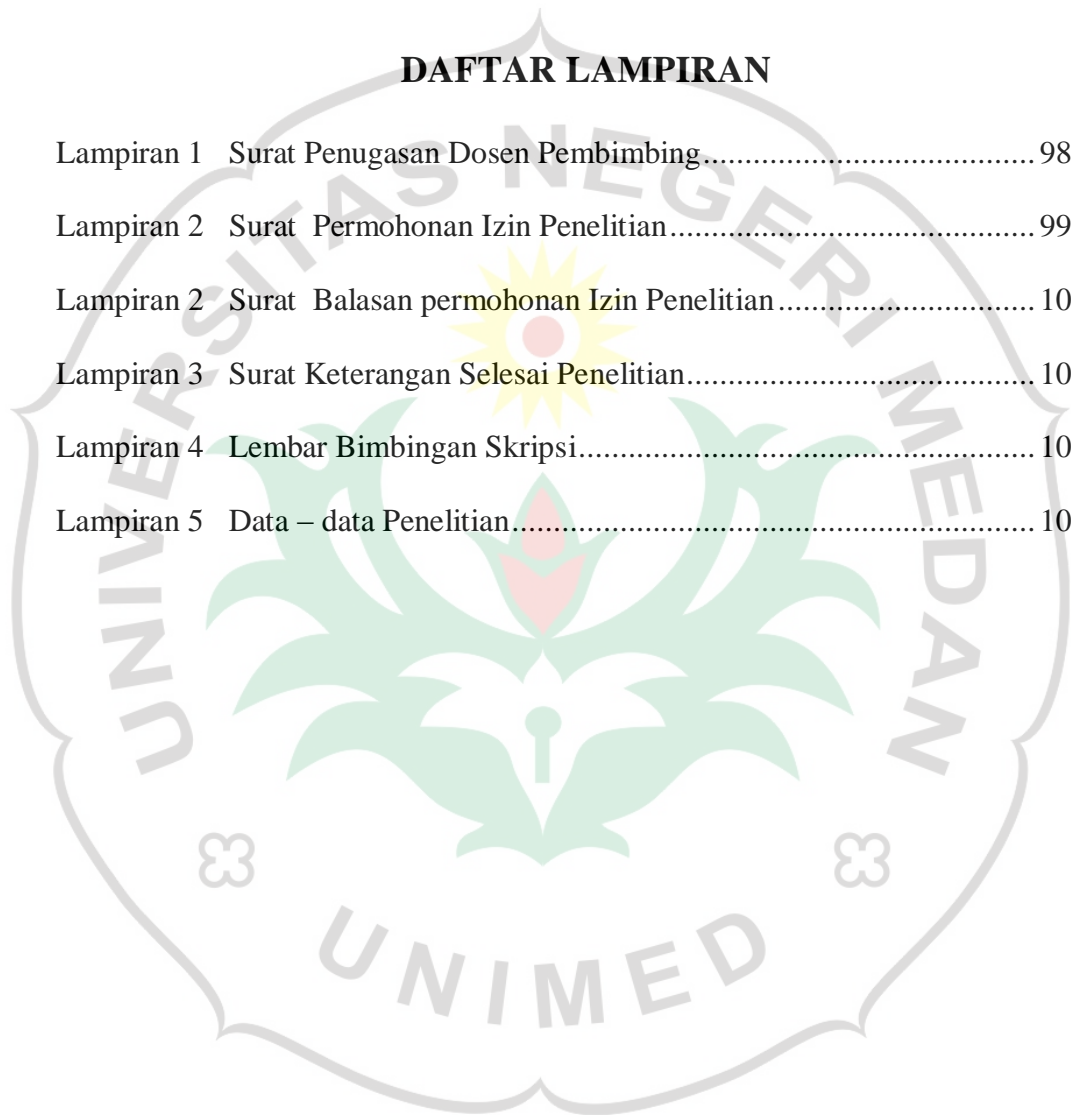 DAFTAR LAMPIRAN
Lampiran 1 Surat Penugasan Dosen Pembimbing.................................... 98
Lampiran 2 Surat Permohonan Izin Penelitian........................................ 99
Lampiran 2 Surat Balasan permohonan Izin Penelitian............................ 10
Lampiran 3 Surat Keterangan Selesai Penelitian...................................... 10
Lampiran 4 Lembar Bimbingan Skripsi.................................................. 10
Lampiran 5 Data – data Penelitian......................................................... 10
UNIVERSITAS NEGERI MEDAN
UNIMED